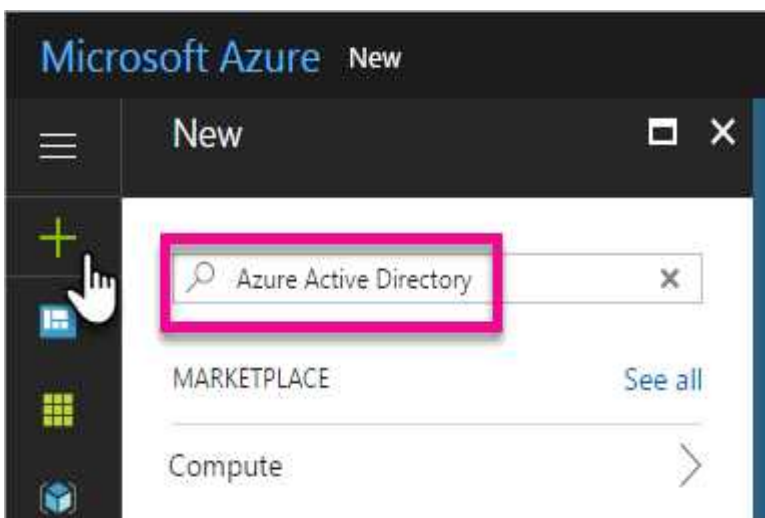 Microsoft Azure New
New
Azure Active Directory
MARKETPLACE See all
Compute